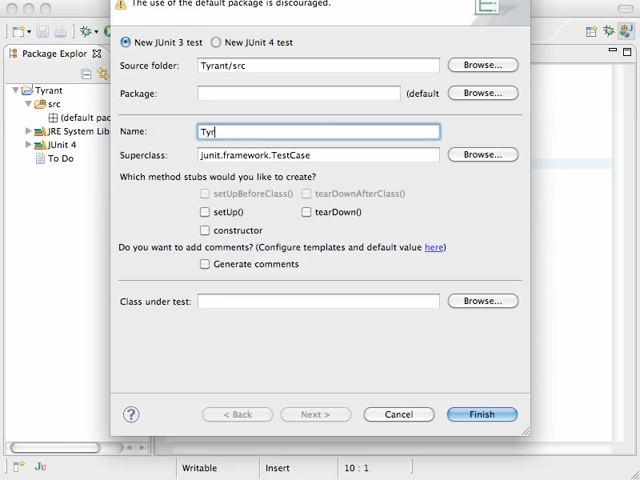 The use of the default package is discouraged.
New JUnit 3 test
New JUnit 4 test
Source folder:
Tyrant/src
Browse...
Package:
(default
Browse...
Name:
Tyr
Superclass:
junit.framework.TestCase
Browse...
Which method stubs would you like to create?
setUpBeforeClass()
tearDownAfterClass()
setUp()
tearDown()
constructor
Do you want to add comments? (Configure templates and default value here)
Generate comments
Class under test:
Browse...
?
< Back
Next >
Cancel
Finish
Package Explor
Tyrant
src
(default pac
JRE System Lib
JUnit 4
To Do
Ju
Writable
Insert
10 : 1